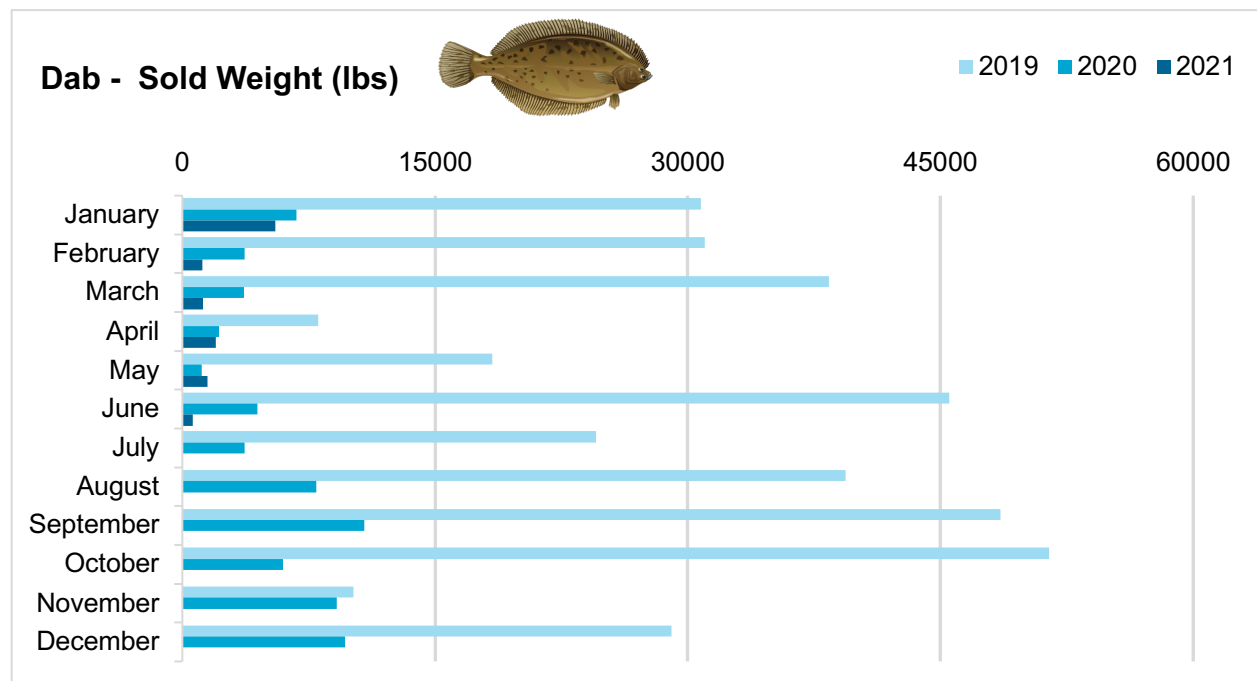 Dab - Sold Weight (lbs)
2019 2020 2021
0 15000 30000 45000 60000
January
February
March
April
May
June
July
August
September
October
November
December